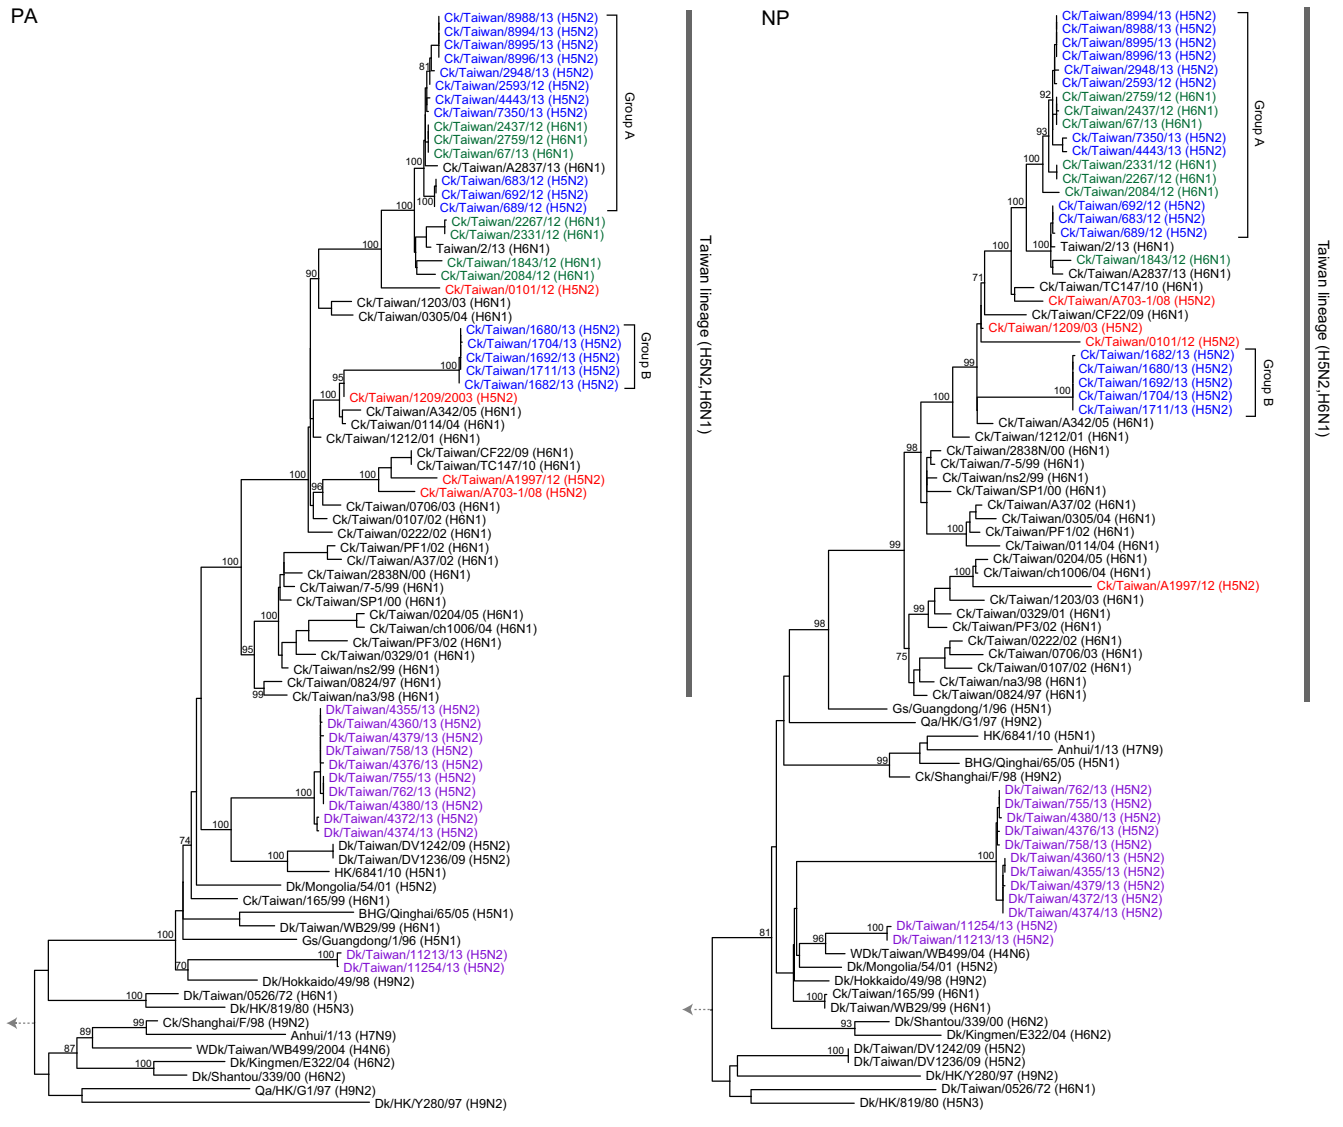 PA
Ck/Taiwan/8988/13 (H5N2)
Ck/Taiwan/8994/13 (H5N2)
Ck/Taiwan/8995/13 (H5N2)
Ck/Taiwan/8996/13 (H5N2)
81
Ck/Taiwan/2948/13 (H5N2)
Ck/Taiwan/2593/12 (H5N2)
Ck/Taiwan/4443/13 (H5N2)
Ck/Taiwan/7350/13 (H5N2)
Ck/Taiwan/2437/12 (H6N1)
Ck/Taiwan/2759/12 (H6N1)
Ck/Taiwan/67/13 (H6N1)
100
Ck/Taiwan/A2837/13 (H6N1)
Ck/Taiwan/683/12 (H5N2)
Ck/Taiwan/692/12 (H5N2)
100
Ck/Taiwan/689/12 (H5N2)
Group A
100
Ck/Taiwan/2267/12 (H6N1)
Ck/Taiwan/2331/12 (H6N1)
Taiwan/2/13 (H6N1)
100
Ck/Taiwan/1843/12 (H6N1)
Ck/Taiwan/2084/12 (H6N1)
90
Ck/Taiwan/0101/12 (H5N2)
Ck/Taiwan/1203/03 (H6N1)
Ck/Taiwan/0305/04 (H6N1)
Ck/Taiwan/1680/13 (H5N2)
Ck/Taiwan/1704/13 (H5N2)
Ck/Taiwan/1692/13 (H5N2)
100
Ck/Taiwan/1711/13 (H5N2)
Ck/Taiwan/1682/13 (H5N2)
Group B
95
100
Ck/Taiwan/1209/2003 (H5N2)
Ck/Taiwan/A342/05 (H6N1)
Ck/Taiwan/0114/04 (H6N1)
Ck/Taiwan/1212/01 (H6N1)
Ck/Taiwan/CF22/09 (H6N1)
Ck/Taiwan/TC147/10 (H6N1)
100
100
Ck/Taiwan/A1997/12 (H5N2)
96
Ck/Taiwan/A703-1/08 (H5N2)
Ck/Taiwan/0706/03 (H6N1)
Ck/Taiwan/0107/02 (H6N1)
Ck/Taiwan/0222/02 (H6N1)
Ck/Taiwan/PF1/02 (H6N1)
Ck/Taiwan/A37/02 (H6N1)
100
Ck/Taiwan/2838N/00 (H6N1)
Ck/Taiwan/7-5/99 (H6N1)
Ck/Taiwan/SP1/00 (H6N1)
100
Ck/Taiwan/0204/05 (H6N1)
Ck/Taiwan/ch1006/04 (H6N1)
Ck/Taiwan/PF3/02 (H6N1)
95
Ck/Taiwan/0329/01 (H6N1)
Ck/Taiwan/ns2/99 (H6N1)
Ck/Taiwan/0824/97 (H6N1)
99
Ck/Taiwan/na3/98 (H6N1)
Taiwan lineage (H5N2,H6N1)
Dk/Taiwan/4355/13 (H5N2)
Dk/Taiwan/4360/13 (H5N2)
Dk/Taiwan/4379/13 (H5N2)
Dk/Taiwan/758/13 (H5N2)
Dk/Taiwan/4376/13 (H5N2)
Dk/Taiwan/755/13 (H5N2)
Dk/Taiwan/762/13 (H5N2)
100
Dk/Taiwan/4380/13 (H5N2)
Dk/Taiwan/4372/13 (H5N2)
100
Dk/Taiwan/4374/13 (H5N2)
74
Dk/Taiwan/DV1242/09 (H5N2)
100
Dk/Taiwan/DV1236/09 (H5N2)
HK/6841/10 (H5N1)
Dk/Mongolia/54/01 (H5N2)
Ck/Taiwan/165/99 (H6N1)
BHG/Qinghai/65/05 (H5N1)
Dk/Taiwan/WB29/99 (H6N1)
100
Gs/Guangdong/1/96 (H5N1)
100
Dk/Taiwan/11213/13 (H5N2)
70
Dk/Taiwan/11254/13 (H5N2)
Dk/Hokkaido/49/98 (H9N2)
100
Dk/Taiwan/0526/72 (H6N1)
Dk/HK/819/80 (H5N3)
99
Ck/Shanghai/F/98 (H9N2)
89
Anhui/1/13 (H7N9)
87
WDk/Taiwan/WB499/2004 (H4N6)
100
Dk/Kingmen/E322/04 (H6N2)
Dk/Shantou/339/00 (H6N2)
Qa/HK/G1/97 (H9N2)
Dk/HK/Y280/97 (H9N2)
NP
Ck/Taiwan/8994/13 (H5N2)
Ck/Taiwan/8988/13 (H5N2)
Ck/Taiwan/8995/13 (H5N2)
Ck/Taiwan/8996/13 (H5N2)
Ck/Taiwan/2948/13 (H5N2)
Ck/Taiwan/2593/12 (H5N2)
92
Ck/Taiwan/2759/12 (H6N1)
Ck/Taiwan/2437/12 (H6N1)
Ck/Taiwan/67/13 (H6N1)
93
Ck/Taiwan/7350/13 (H5N2)
Ck/Taiwan/4443/13 (H5N2)
100
Ck/Taiwan/2331/12 (H6N1)
Ck/Taiwan/2267/12 (H6N1)
Ck/Taiwan/2084/12 (H6N1)
100
Ck/Taiwan/692/12 (H5N2)
Ck/Taiwan/683/12 (H5N2)
Ck/Taiwan/689/12 (H5N2)
Group A
100
100
Taiwan/2/13 (H6N1)
Ck/Taiwan/1843/12 (H6N1)
71
Ck/Taiwan/A2837/13 (H6N1)
Ck/Taiwan/TC147/10 (H6N1)
Ck/Taiwan/A703-1/08 (H5N2)
Ck/Taiwan/CF22/09 (H6N1)
Ck/Taiwan/1209/03 (H5N2)
Ck/Taiwan/0101/12 (H5N2)
99
Ck/Taiwan/1682/13 (H5N2)
Ck/Taiwan/1680/13 (H5N2)
Ck/Taiwan/1692/13 (H5N2)
100
Ck/Taiwan/1704/13 (H5N2)
Ck/Taiwan/1711/13 (H5N2)
Group B
100
Ck/Taiwan/A342/05 (H6N1)
Ck/Taiwan/1212/01 (H6N1)
98
Ck/Taiwan/2838N/00 (H6N1)
Ck/Taiwan/7-5/99 (H6N1)
Ck/Taiwan/ns2/99 (H6N1)
Ck/Taiwan/SP1/00 (H6N1)
Ck/Taiwan/A37/02 (H6N1)
Ck/Taiwan/0305/04 (H6N1)
100
Ck/Taiwan/PF1/02 (H6N1)
99
Ck/Taiwan/0114/04 (H6N1)
Ck/Taiwan/0204/05 (H6N1)
100
Ck/Taiwan/ch1006/04 (H6N1)
Ck/Taiwan/A1997/12 (H5N2)
Ck/Taiwan/1203/03 (H6N1)
99
Ck/Taiwan/0329/01 (H6N1)
98
Ck/Taiwan/PF3/02 (H6N1)
Ck/Taiwan/0222/02 (H6N1)
75
Ck/Taiwan/0706/03 (H6N1)
Ck/Taiwan/0107/02 (H6N1)
Ck/Taiwan/na3/98 (H6N1)
Ck/Taiwan/0824/97 (H6N1)
Taiwan lineage (H5N2,H6N1)
Gs/Guangdong/1/96 (H5N1)
Qa/HK/G1/97 (H9N2)
HK/6841/10 (H5N1)
Anhui/1/13 (H7N9)
99
BHG/Qinghai/65/05 (H5N1)
Ck/Shanghai/F/98 (H9N2)
Dk/Taiwan/762/13 (H5N2)
Dk/Taiwan/755/13 (H5N2)
Dk/Taiwan/4380/13 (H5N2)
Dk/Taiwan/4376/13 (H5N2)
Dk/Taiwan/758/13 (H5N2)
100
Dk/Taiwan/4360/13 (H5N2)
Dk/Taiwan/4355/13 (H5N2)
Dk/Taiwan/4379/13 (H5N2)
Dk/Taiwan/4372/13 (H5N2)
Dk/Taiwan/4374/13 (H5N2)
81
100
Dk/Taiwan/11254/13 (H5N2)
96
Dk/Taiwan/11213/13 (H5N2)
WDk/Taiwan/WB499/04 (H4N6)
Dk/Mongolia/54/01 (H5N2)
Dk/Hokkaido/49/98 (H9N2)
100
Ck/Taiwan/165/99 (H6N1)
Dk/Taiwan/WB29/99 (H6N1)
93
Dk/Shantou/339/00 (H6N2)
Dk/Kingmen/E322/04 (H6N2)
100
Dk/Taiwan/DV1242/09 (H5N2)
Dk/Taiwan/DV1236/09 (H5N2)
Dk/HK/Y280/97 (H9N2)
Dk/Taiwan/0526/72 (H6N1)
Dk/HK/819/80 (H5N3)